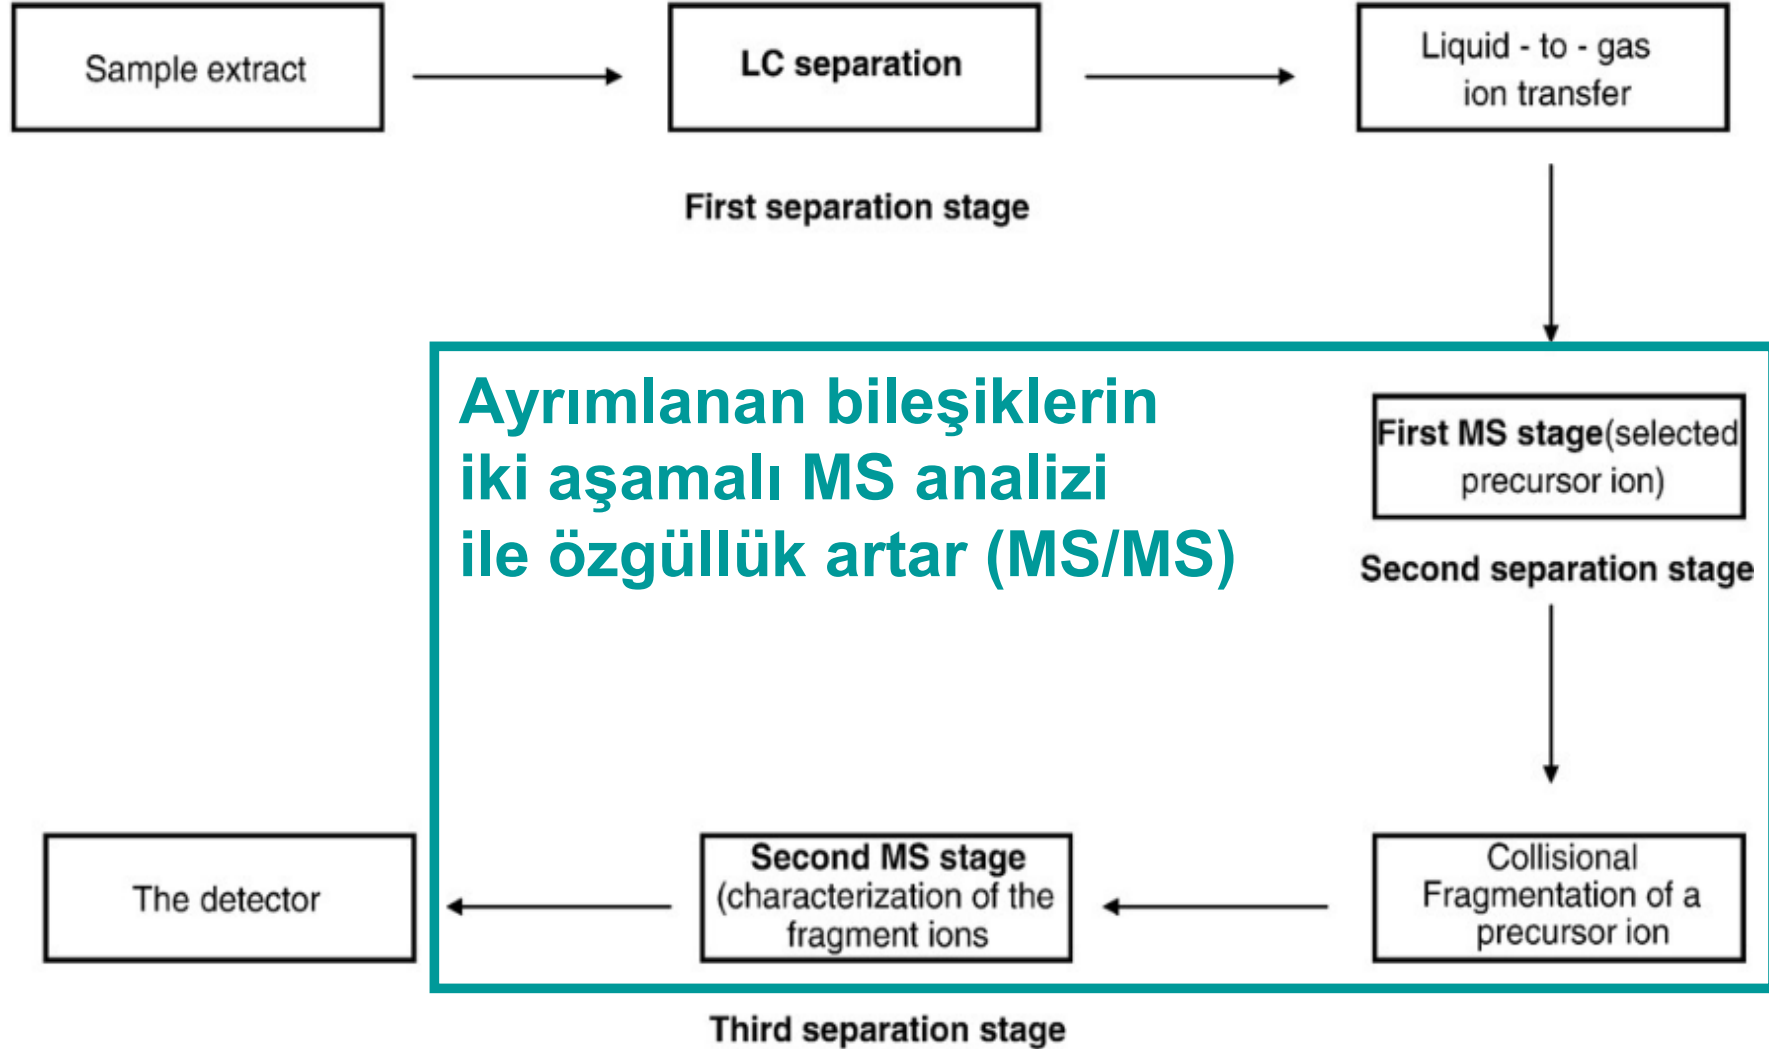 Sample extract
LC separation
Liquid - to - gas
ion transfer
First separation stage
Ayrımlanan bileşiklerin
iki aşamalı MS analizi
ile özgüllük artar (MS/MS)
First MS stage(selected
precursor ion)
Second separation stage
Collisional
Fragmentation of a
precursor ion
Second MS stage
(characterization of the
fragment ions
The detector
Third separation stage